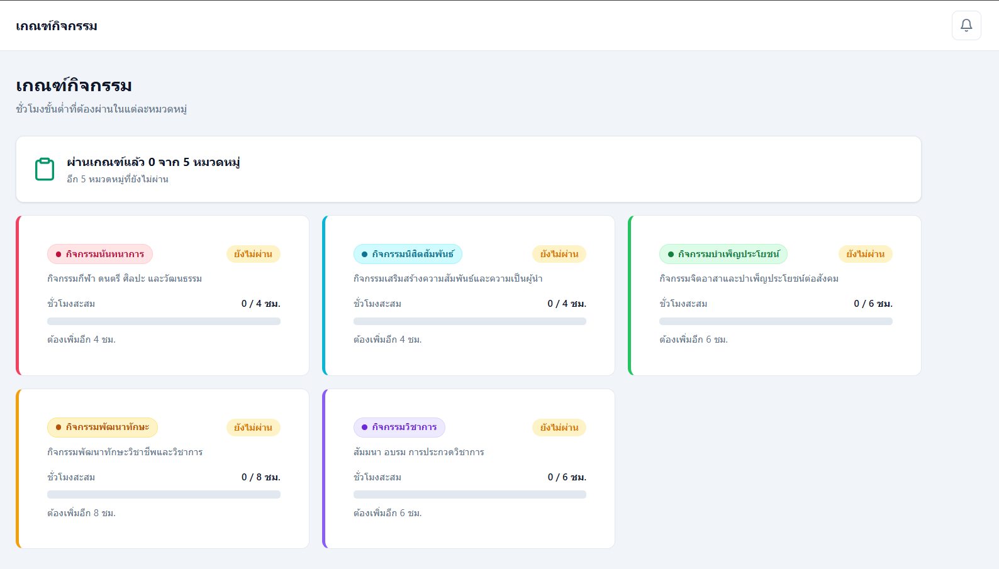 เกณฑ์กิจกรรม
เกณฑ์กิจกรรม
ชั่วโมงขั้นต่ำที่ต้องผ่านในแต่ละหมวดหมู่
ผ่านเกณฑ์แล้ว 0 จาก 5 หมวดหมู่
อีก 5 หมวดหมู่ที่ยังไม่ผ่าน
กิจกรรมนันทนาการ ยังไม่ผ่าน
กิจกรรมกีฬา ดนตรี ศิลปะ และวัฒนธรรม
ชั่วโมงสะสม 0 / 4 ชม.
ต้องเพิ่มอีก 4 ชม.
กิจกรรมนิสิตสัมพันธ์ ยังไม่ผ่าน
กิจกรรมเสริมสร้างความสัมพันธ์และความเป็นผู้นำ
ชั่วโมงสะสม 0 / 4 ชม.
ต้องเพิ่มอีก 4 ชม.
กิจกรรมบำเพ็ญประโยชน์ ยังไม่ผ่าน
กิจกรรมจิตอาสาและบำเพ็ญประโยชน์ต่อสังคม
ชั่วโมงสะสม 0 / 6 ชม.
ต้องเพิ่มอีก 6 ชม.
กิจกรรมพัฒนาทักษะ ยังไม่ผ่าน
กิจกรรมพัฒนาทักษะวิชาชีพและวิชาการ
ชั่วโมงสะสม 0 / 8 ชม.
ต้องเพิ่มอีก 8 ชม.
กิจกรรมวิชาการ ยังไม่ผ่าน
สัมมนา อบรม การประกวดวิชาการ
ชั่วโมงสะสม 0 / 6 ชม.
ต้องเพิ่มอีก 6 ชม.